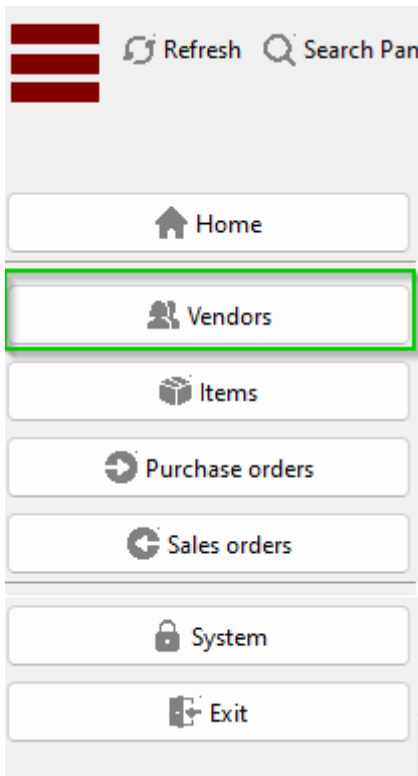 Refresh Search Pan
Home
Vendors
Items
Purchase orders
Sales orders
System
Exit